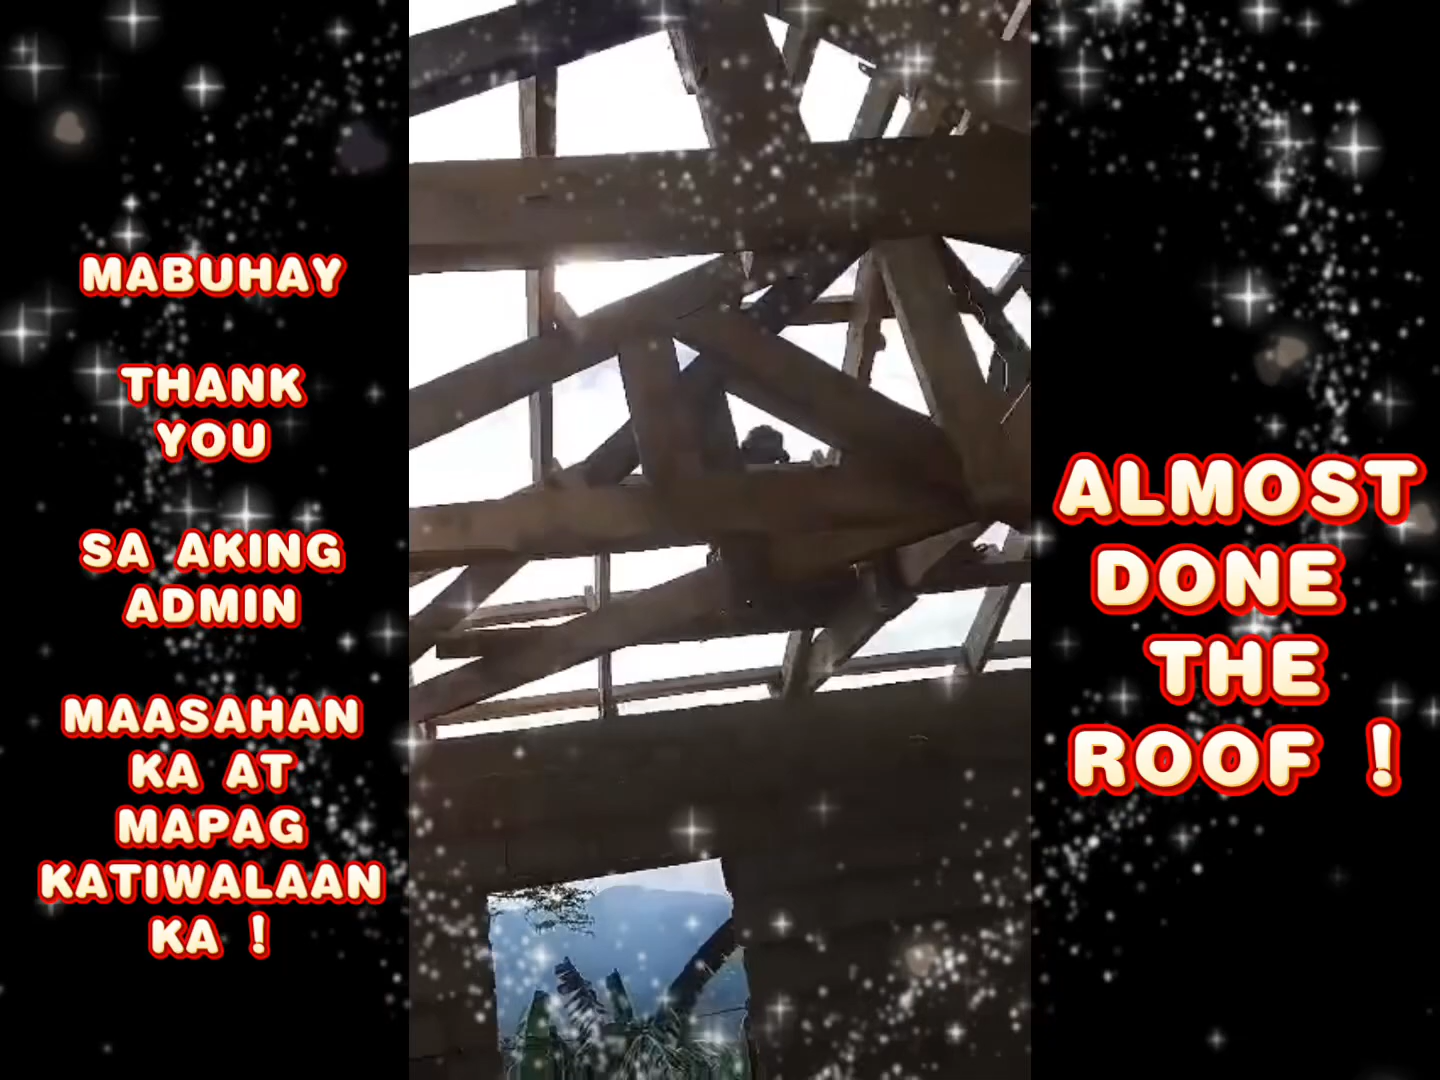 MABUHAY
THANK
YOU
SA AKING
ADMIN
MAASAHAN
KA AT
MAPAG
KATIWALAAN
KA !
ALMOST
DONE
THE
ROOF !